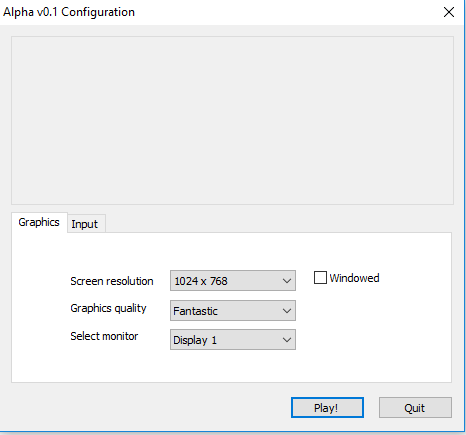 Alpha v0.1 Configuration
Graphics Input
Screen resolution 1024 x 768 Windowed
Graphics quality Fantastic
Select monitor Display 1
Play! Quit